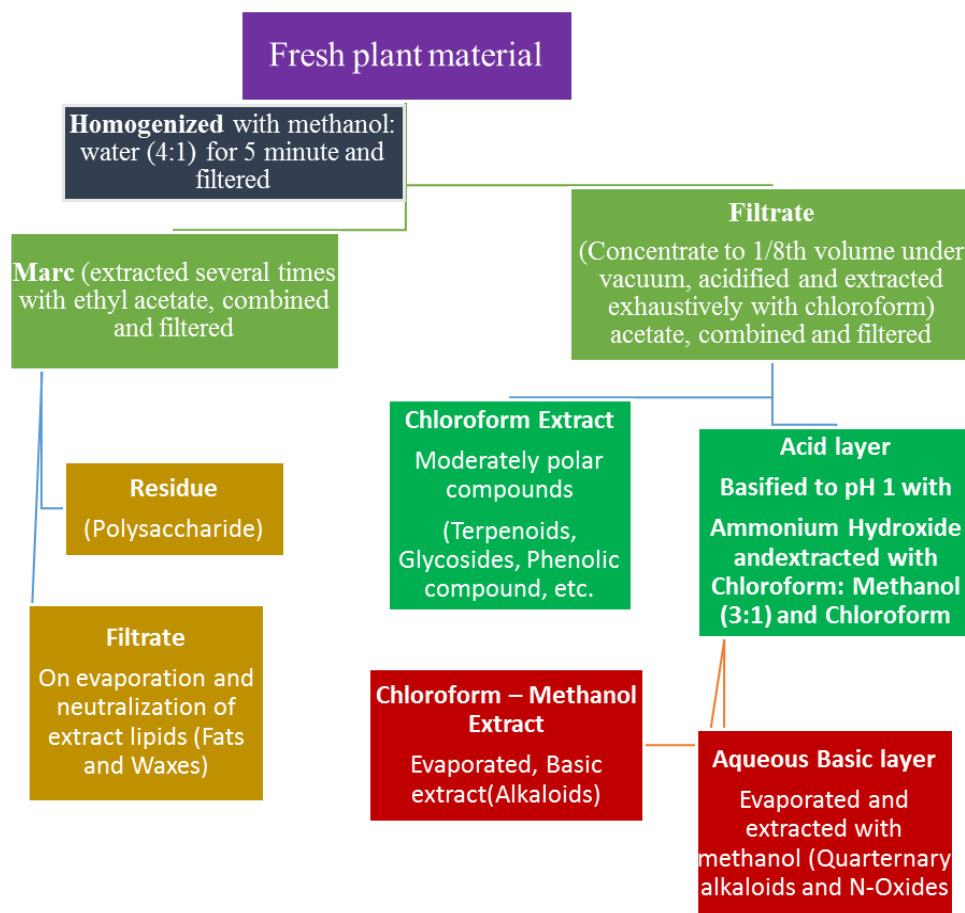 Fresh plant material
Homogenized with methanol:
water (4:1) for 5 minute and
filtered
Marc (extracted several times
with ethyl acetate, combined
and filtered
Filtrate
(Concentrate to 1/8th volume under
vacuum, acidified and extracted
exhaustively with chloroform)
acetate, combined and filtered
Residue
(Polysaccharide)
Filtrate
On evaporation and
neutralization of
extract lipids (Fats
and Waxes)
Chloroform Extract
Moderately polar
compounds
(Terpenoids,
Glycosides, Phenolic
compound, etc.
Acid layer
Basified to pH 1 with
Ammonium Hydroxide
andextracted with
Chloroform: Methanol
(3:1) and Chloroform
Chloroform – Methanol
Extract
Evaporated, Basic
extract(Alkaloids)
Aqueous Basic layer
Evaporated and
extracted with
methanol (Quarternary
alkaloids and N-Oxides